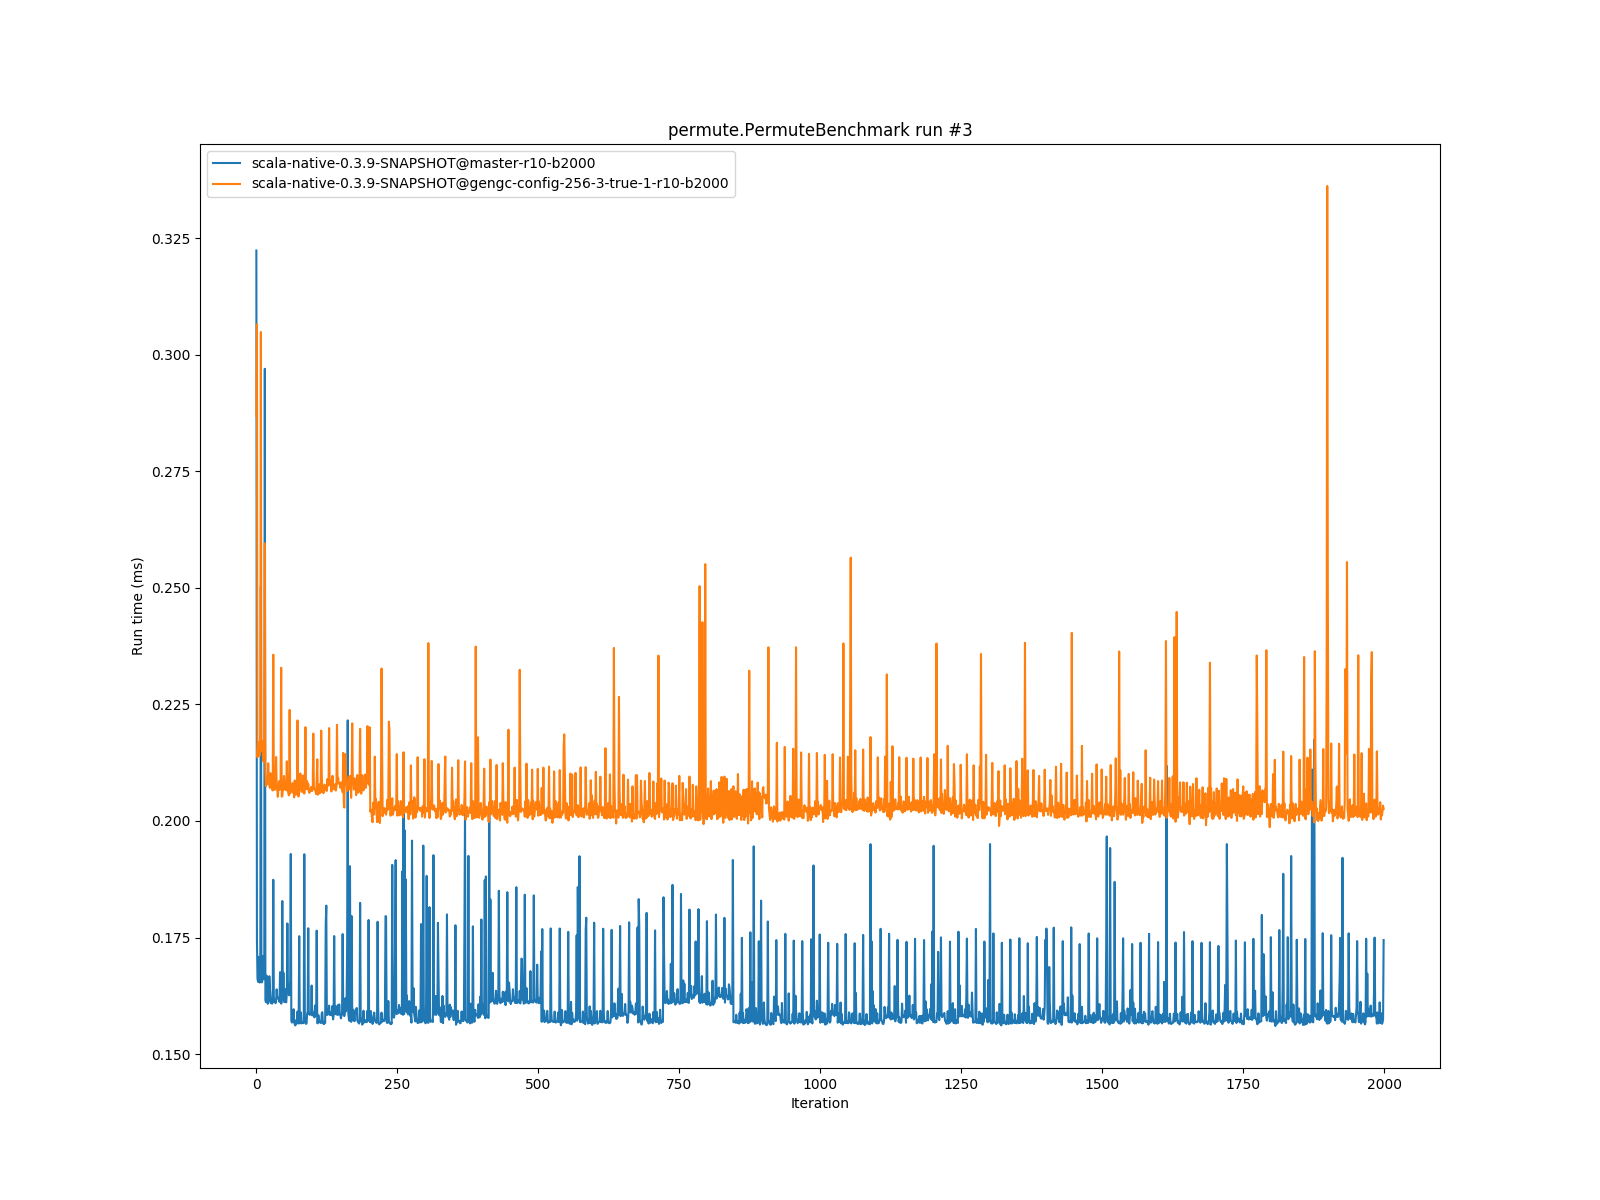 permute.PermuteBenchmark run #3
scala-native-0.3.9-SNAPSHOT@master-r10-b2000
scala-native-0.3.9-SNAPSHOT@gengc-config-256-3-true-1-r10-b2000
0.325
0.300
0.275
0.250
0.225
0.200
0.175
0.150
Run time (ms)
0 250 500 750 1000 1250 1500 1750 2000
Iteration